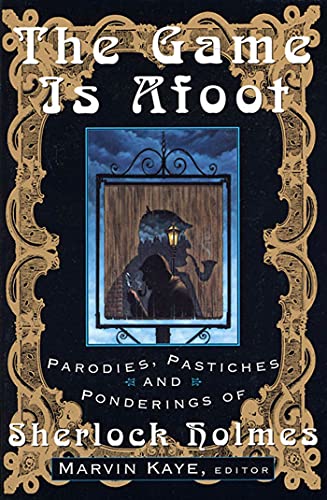 The Game
Is Afoot
PARODIES, PASTICHES
AND
PONDERINGS OF
Sherlock Holmes
MARVIN KAYE, EDITOR